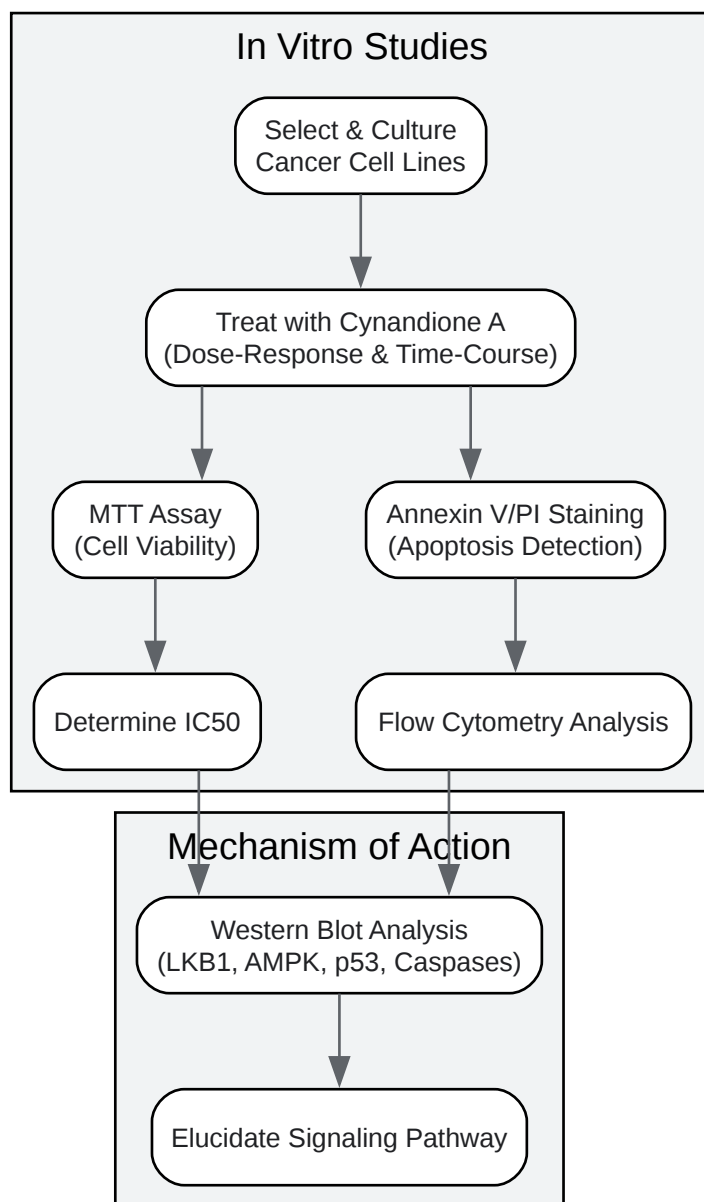 In Vitro Studies
Select & Culture
Cancer Cell Lines
Treat with Cynandione A
(Dose-Response & Time-Course)
MTT Assay
(Cell Viability)
Annexin V/PI Staining
(Apoptosis Detection)
Determine IC50
Flow Cytometry Analysis
Mechanism of Action
Western Blot Analysis
(LKB1, AMPK, p53, Caspases)
Elucidate Signaling Pathway